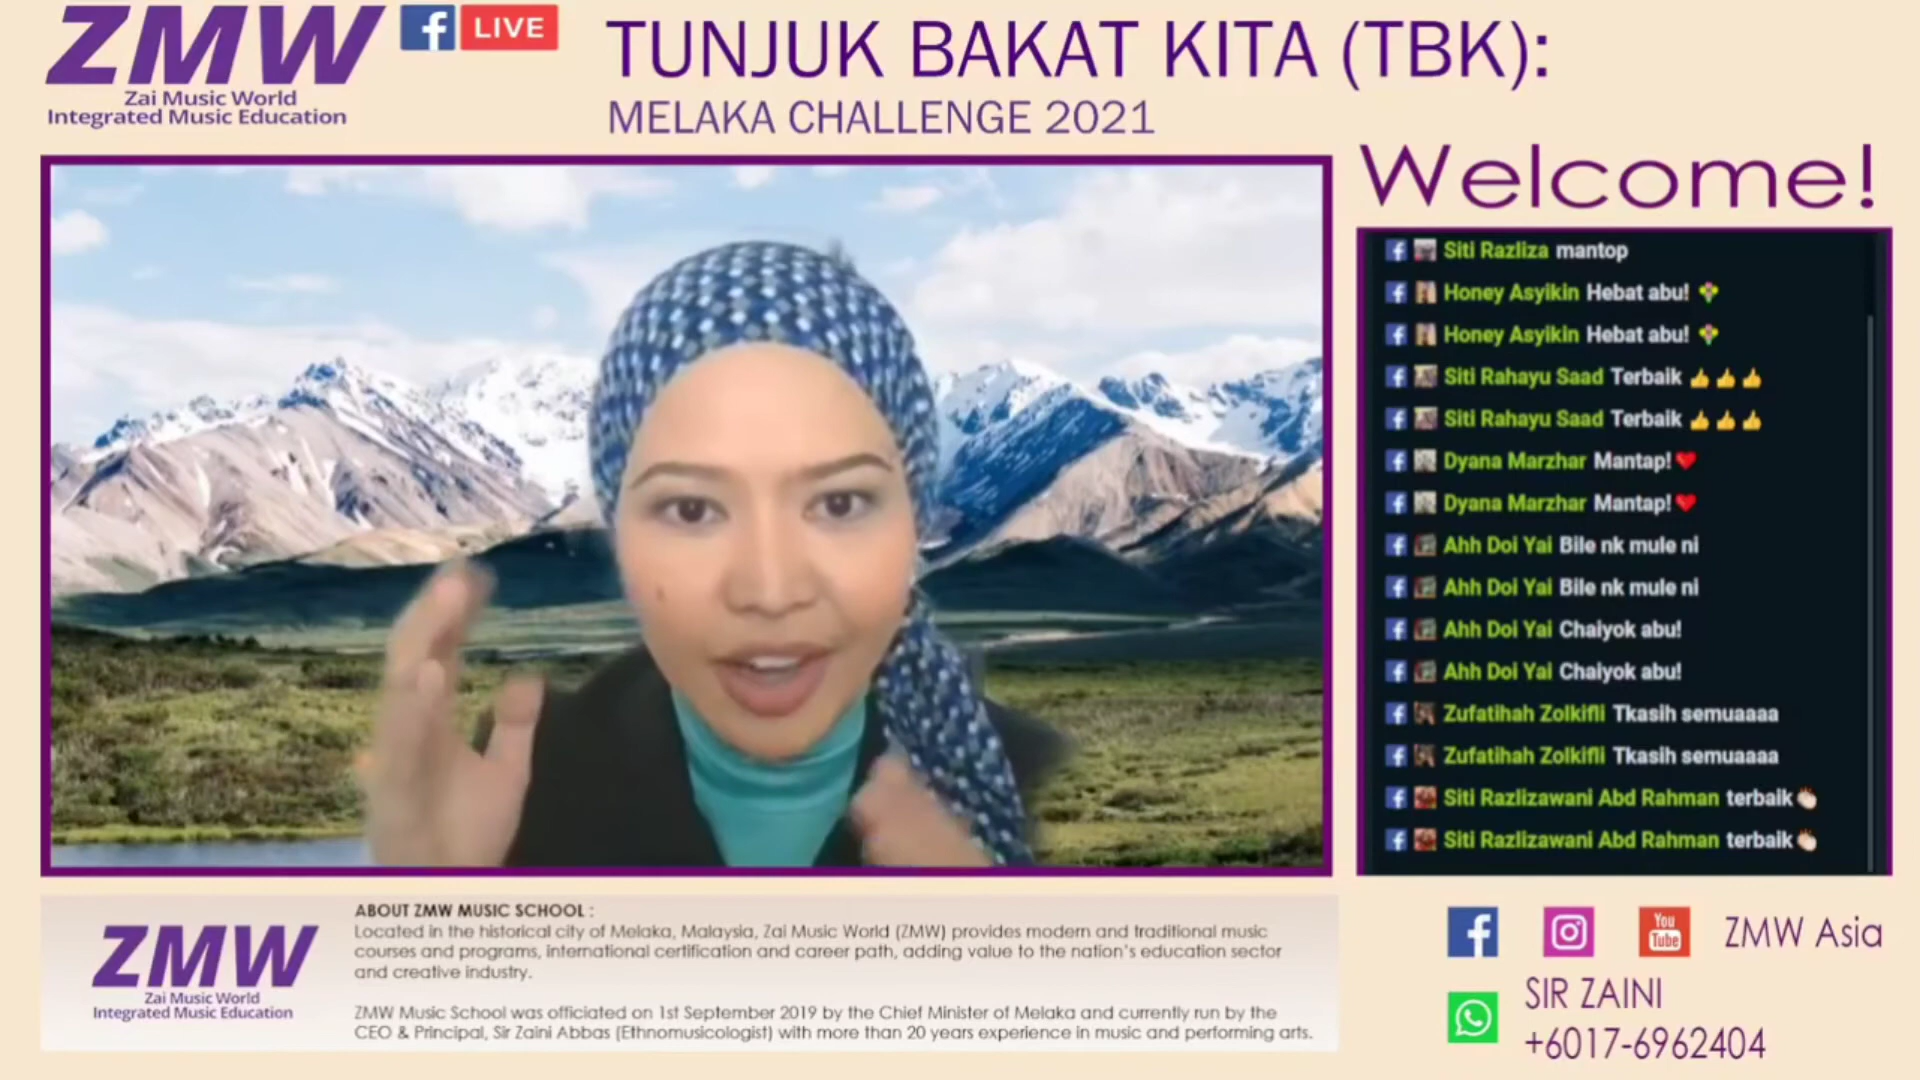 ZMW
Zai Music World
Integrated Music Education
f LIVE
TUNJUK BAKAT KITA (TBK):
MELAKA CHALLENGE 2021
Welcome!
Siti Razliza mantop
Honey Asyikin Hebat abu!
Honey Asyikin Hebat abu!
Siti Rahayu Saad Terbaik 👍👍👍
Siti Rahayu Saad Terbaik 👍👍👍
Dyana Marzhar Mantap!❤️
Dyana Marzhar Mantap!❤️
Ahh Doi Yai Bile nk mule ni
Ahh Doi Yai Bile nk mule ni
Ahh Doi Yai Chaiyok abu!
Ahh Doi Yai Chaiyok abu!
Zufatihah Zolkifli Tkasih semuaaaa
Zufatihah Zolkifli Tkasih semuaaaa
Siti Razlizawani Abd Rahman terbaik👏
Siti Razlizawani Abd Rahman terbaik👏
ZMW
Zai Music World
Integrated Music Education
ABOUT ZMW MUSIC SCHOOL :
Located in the historical city of Melaka, Malaysia, Zai Music World (ZMW) provides modern and traditional music
courses and programs, international certification and career path, adding value to the nation's education sector
and creative industry.
ZMW Music School was officiated on 1st September 2019 by the Chief Minister of Melaka and currently run by the
CEO & Principal, Sir Zaini Abbas (Ethnomusicologist) with more than 20 years experience in music and performing arts.
f You Tube ZMW Asia
SIR ZAINI
+6017-6962404